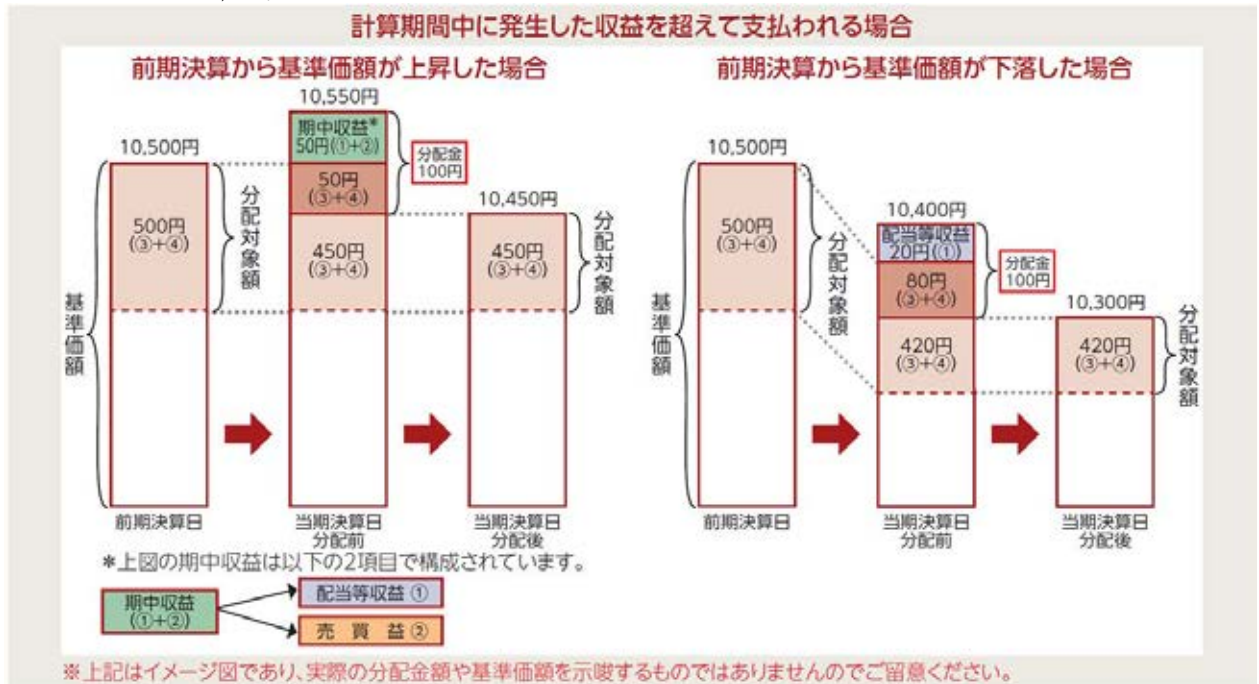 計算期間中に発生した収益を超えて支払われる場合
前期決算から基準価額が上昇した場合
10,500円
500円
(③+④)
分配対象額
基準価額
前期決算日
10,550円
期中収益*
50円(①+②)
50円
(③+④)
450円
(③+④)
分配金
100円
当期決算日
分配前
10,450円
450円
(③+④)
分配対象額
当期決算日
分配後
*上図の期中収益は以下の2項目で構成されています。
期中収益
(①+②)
配当等収益 ①
売 買 益 ②
前期決算から基準価額が下落した場合
10,500円
500円
(③+④)
分配対象額
基準価額
前期決算日
10,400円
配当等収益
20円(①)
80円
(③+④)
420円
(③+④)
分配金
100円
当期決算日
分配前
10,300円
420円
(③+④)
分配対象額
当期決算日
分配後
※上記はイメージ図であり、実際の分配金額や基準価額を示唆するものではありませんのでご留意ください。